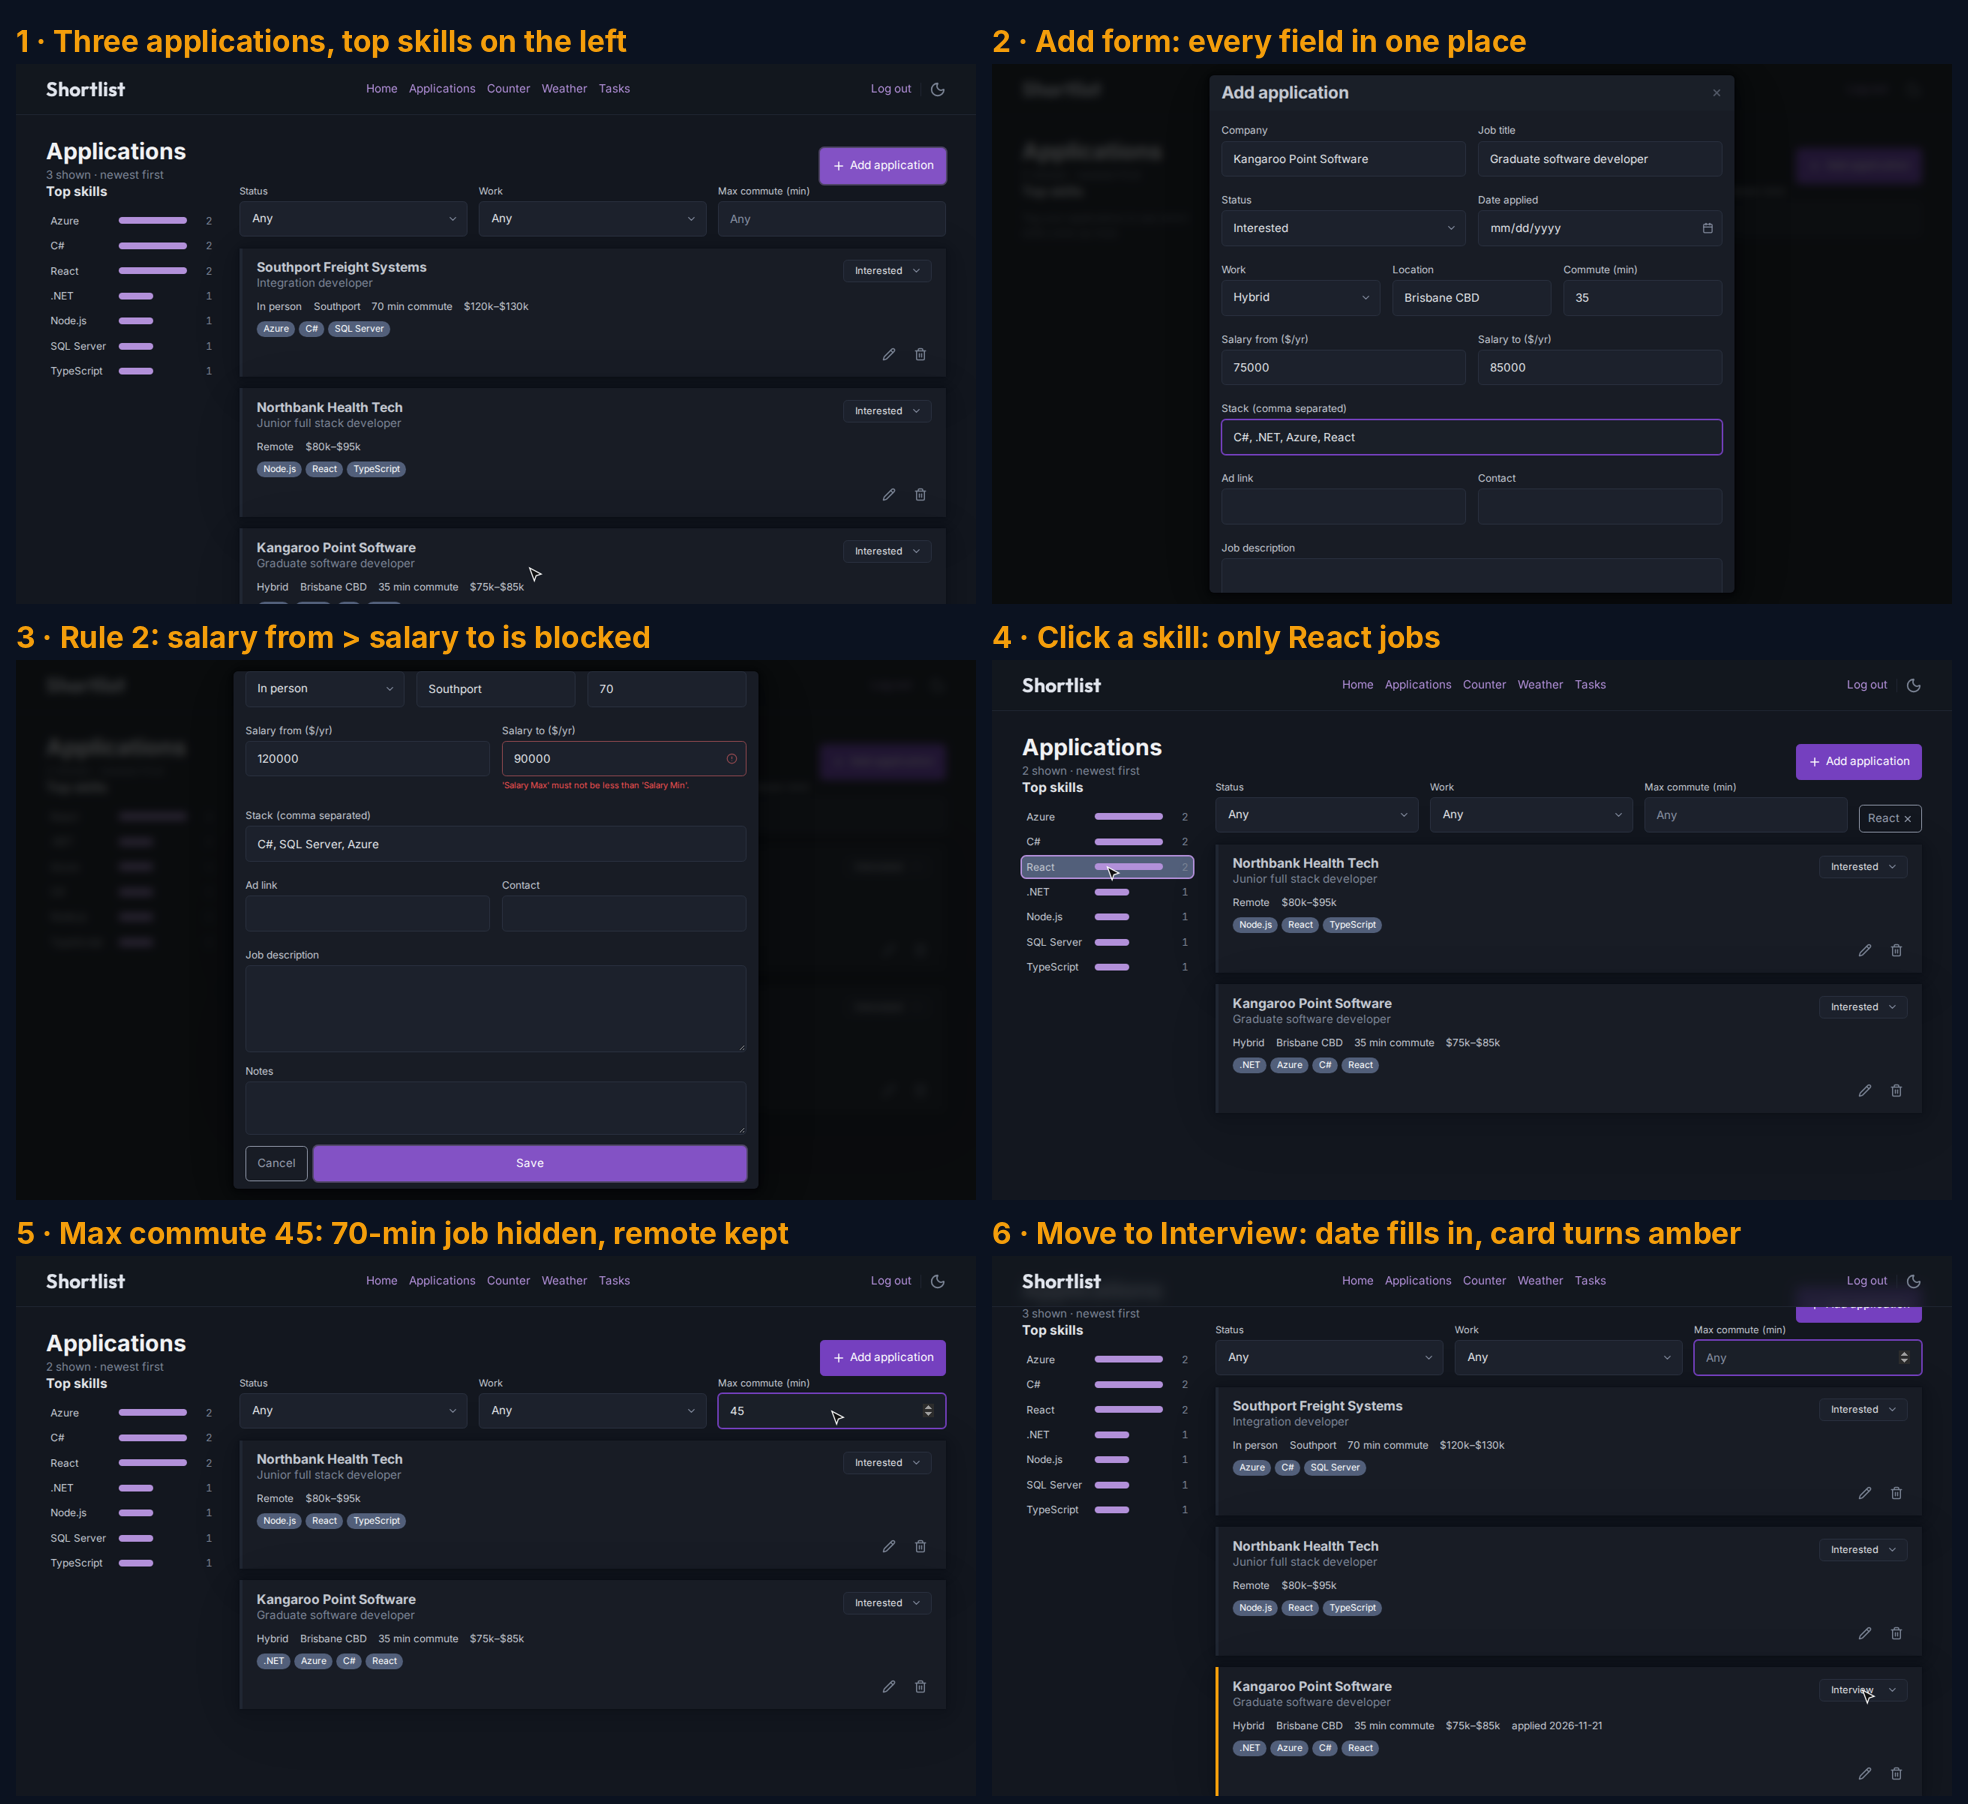 1 · Three applications, top skills on the left
Shortlist
Home Applications Counter Weather Tasks
Log out
Applications
3 shown · newest first
+ Add application
Top skills
Azure 2
C# 2
React 2
.NET 1
Node.js 1
SQL Server 1
TypeScript 1
Status Work Max commute (min)
Any Any Any
Southport Freight Systems
Interested
Integration developer
In person Southport 70 min commute $120k–$130k
Azure C# SQL Server
Northbank Health Tech
Interested
Junior full stack developer
Remote $80k–$95k
Node.js React TypeScript
Kangaroo Point Software
Interested
Graduate software developer
Hybrid Brisbane CBD 35 min commute $75k–$85k
2 · Add form: every field in one place
Add application ×
Company Job title
Kangaroo Point Software Graduate software developer
Status Date applied
Interested mm/dd/yyyy
Work Location Commute (min)
Hybrid Brisbane CBD 35
Salary from ($/yr) Salary to ($/yr)
75000 85000
Stack (comma separated)
C#, .NET, Azure, React
Ad link Contact
Job description
3 · Rule 2: salary from > salary to is blocked
In person Southport 70
Salary from ($/yr) Salary to ($/yr)
120000 90000
'Salary Max' must not be less than 'Salary Min'.
Stack (comma separated)
C#, SQL Server, Azure
Ad link Contact
Job description
Notes
Cancel Save
4 · Click a skill: only React jobs
Shortlist
Home Applications Counter Weather Tasks
Log out
Applications
2 shown · newest first
+ Add application
Top skills
Azure 2
C# 2
React 2
.NET 1
Node.js 1
SQL Server 1
TypeScript 1
Status Work Max commute (min)
Any Any Any React ×
Northbank Health Tech
Interested
Junior full stack developer
Remote $80k–$95k
Node.js React TypeScript
Kangaroo Point Software
Interested
Graduate software developer
Hybrid Brisbane CBD 35 min commute $75k–$85k
.NET Azure C# React
5 · Max commute 45: 70-min job hidden, remote kept
Shortlist
Home Applications Counter Weather Tasks
Log out
Applications
2 shown · newest first
+ Add application
Top skills
Azure 2
C# 2
React 2
.NET 1
Node.js 1
SQL Server 1
TypeScript 1
Status Work Max commute (min)
Any Any 45
Northbank Health Tech
Interested
Junior full stack developer
Remote $80k–$95k
Node.js React TypeScript
Kangaroo Point Software
Interested
Graduate software developer
Hybrid Brisbane CBD 35 min commute $75k–$85k
.NET Azure C# React
6 · Move to Interview: date fills in, card turns amber
Shortlist
Home Applications Counter Weather Tasks
Log out
3 shown · newest first
Top skills
Azure 2
C# 2
React 2
.NET 1
Node.js 1
SQL Server 1
TypeScript 1
Status Work Max commute (min)
Any Any Any
Southport Freight Systems
Interested
Integration developer
In person Southport 70 min commute $120k–$130k
Azure C# SQL Server
Northbank Health Tech
Interested
Junior full stack developer
Remote $80k–$95k
Node.js React TypeScript
Kangaroo Point Software
Interview
Graduate software developer
Hybrid Brisbane CBD 35 min commute $75k–$85k applied 2026-11-21
.NET Azure C# React